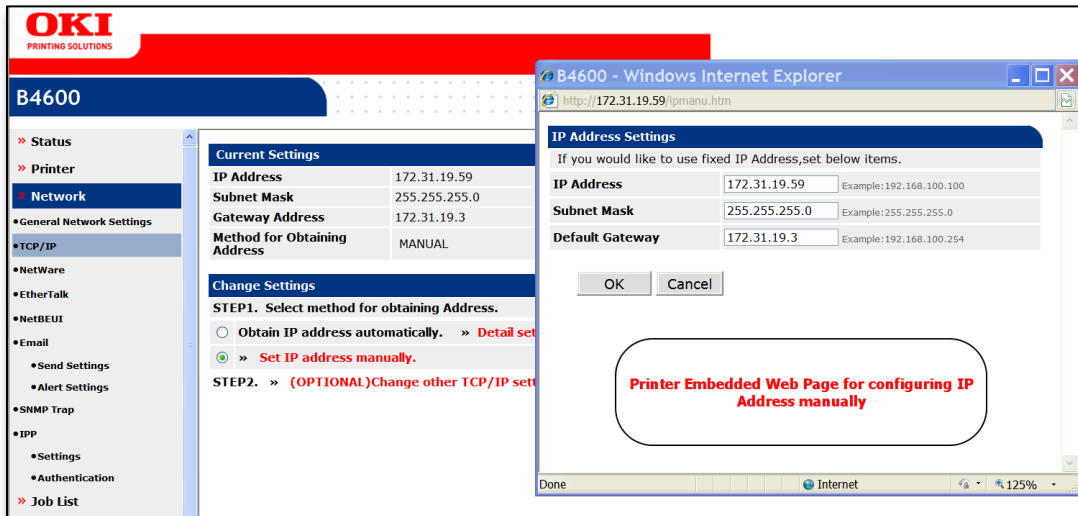 OKI
PRINTING SOLUTIONS
B4600
» Status
» Printer
» Network
•General Network Settings
•TCP/IP
•NetWare
•EtherTalk
•NetBEUI
•Email
•Send Settings
•Alert Settings
•SNMP Trap
•IPP
•Settings
•Authentication
» Job List
Current Settings
IP Address 172.31.19.59
Subnet Mask 255.255.255.0
Gateway Address 172.31.19.3
Method for Obtaining
Address MANUAL
Change Settings
STEP1. Select method for obtaining Address.
Obtain IP address automatically. » Detail set
» Set IP address manually.
STEP2. » (OPTIONAL)Change other TCP/IP sett
B4600 - Windows Internet Explorer
http://172.31.19.59/ipmanu.htm
IP Address Settings
If you would like to use fixed IP Address,set below items.
IP Address 172.31.19.59 Example:192.168.100.100
Subnet Mask 255.255.255.0 Example:255.255.255.0
Default Gateway 172.31.19.3 Example:192.168.100.254
OK Cancel
Printer Embedded Web Page for configuring IP
Address manually
Done Internet 125%